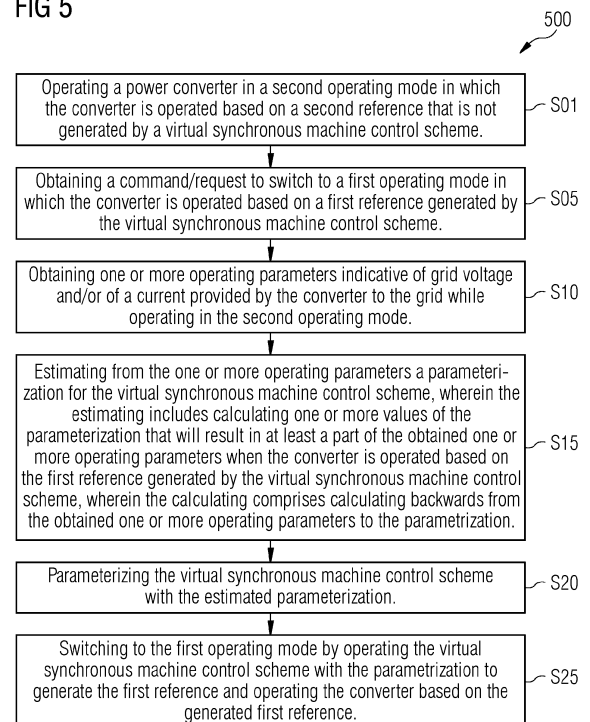 FIG 5
500
Operating a power converter in a second operating mode in which
the converter is operated based on a second reference that is not
generated by a virtual synchronous machine control scheme.
S01
Obtaining a command/request to switch to a first operating mode in
which the converter is operated based on a first reference generated by
the virtual synchronous machine control scheme.
S05
Obtaining one or more operating parameters indicative of grid voltage
and/or of a current provided by the converter to the grid while
operating in the second operating mode.
S10
Estimating from the one or more operating parameters a parameteri-
zation for the virtual synchronous machine control scheme, wherein the
estimating includes calculating one or more values of the
parameterization that will result in at least a part of the obtained one or
more operating parameters when the converter is operated based on
the first reference generated by the virtual synchronous machine control
scheme, wherein the calculating comprises calculating backwards from
the obtained one or more operating parameters to the parametrization.
S15
Parameterizing the virtual synchronous machine control scheme
with the estimated parameterization.
S20
Switching to the first operating mode by operating the virtual
synchronous machine control scheme with the parametrization to
generate the first reference and operating the converter based on the
generated first reference.
S25